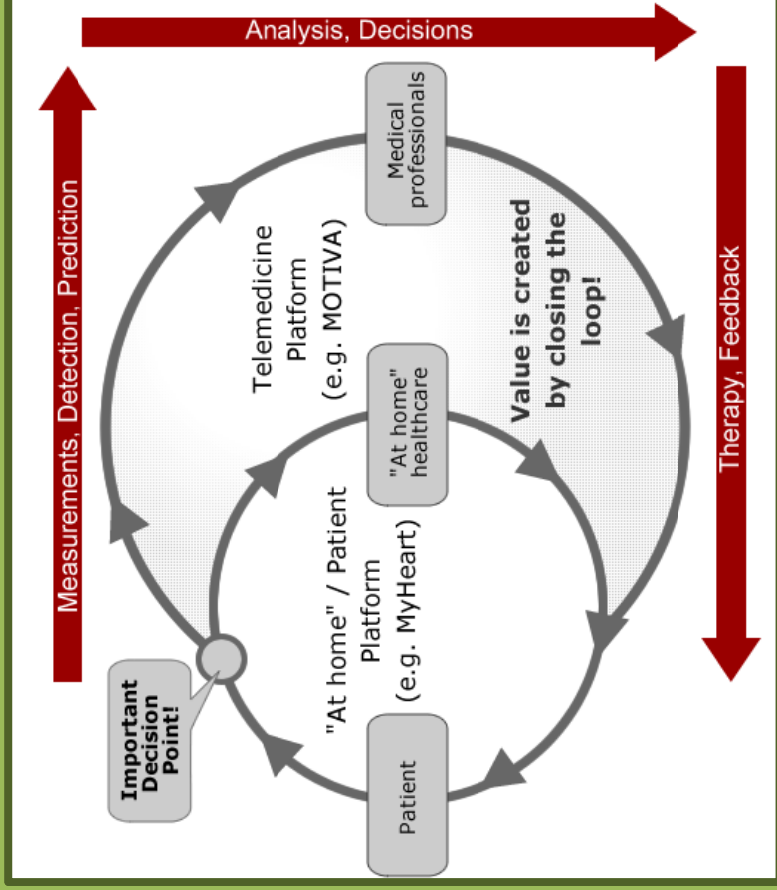 Analysis, Decisions
Measurements, Detection, Prediction
Therapy, Feedback
Medical
professionals
Telemedicine
Platform
(e.g. MOTIVA)
Value is created
by closing the
loop!
"At home"
healthcare
"At home" / Patient
Platform
(e.g. MyHeart)
Important
Decision
Point!
Patient